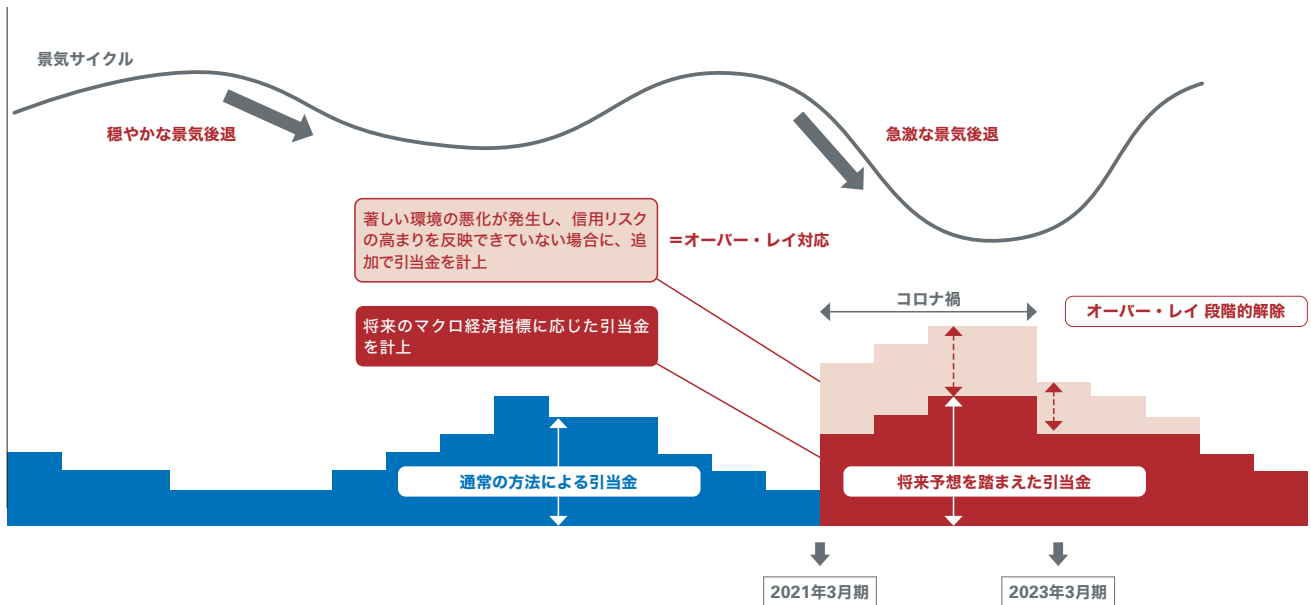 景気サイクル
穏やかな景気後退
急激な景気後退
著しい環境の悪化が発生し、信用リスク
の高まりを反映できていない場合に、追
加で引当金を計上
=オーバー・レイ対応
コロナ禍
オーバー・レイ 段階的解除
将来のマクロ経済指標に応じた引当金
を計上
通常の方法による引当金
将来予想を踏まえた引当金
2021年3月期
2023年3月期